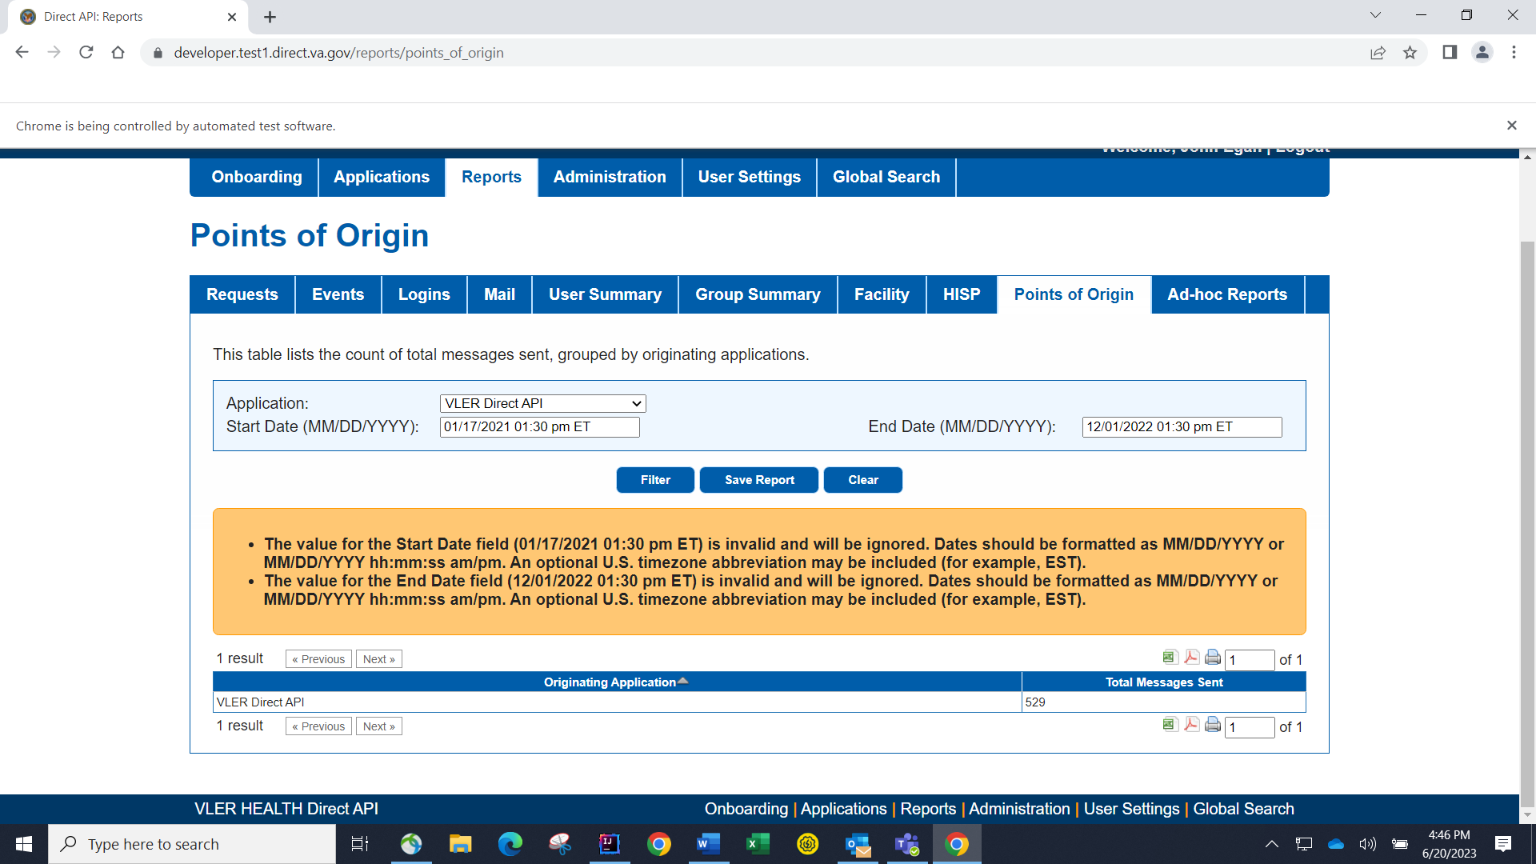 Direct API: Reports
developer.test1.direct.va.gov/reports/points_of_origin
Chrome is being controlled by automated test software.
Welcome, John Egan | Logout
Onboarding Applications Reports Administration User Settings Global Search
Points of Origin
Requests Events Logins Mail User Summary Group Summary Facility HISP Points of Origin Ad-hoc Reports
This table lists the count of total messages sent, grouped by originating applications.
Application: VLER Direct API
Start Date (MM/DD/YYYY): 01/17/2021 01:30 pm ET End Date (MM/DD/YYYY): 12/01/2022 01:30 pm ET
Filter Save Report Clear
• The value for the Start Date field (01/17/2021 01:30 pm ET) is invalid and will be ignored. Dates should be formatted as MM/DD/YYYY or
MM/DD/YYYY hh:mm:ss am/pm. An optional U.S. timezone abbreviation may be included (for example, EST).
• The value for the End Date field (12/01/2022 01:30 pm ET) is invalid and will be ignored. Dates should be formatted as MM/DD/YYYY or
MM/DD/YYYY hh:mm:ss am/pm. An optional U.S. timezone abbreviation may be included (for example, EST).
1 result « Previous Next » 1 of 1
Originating Application Total Messages Sent
VLER Direct API 529
1 result « Previous Next » 1 of 1
VLER HEALTH Direct API Onboarding | Applications | Reports | Administration | User Settings | Global Search
Type here to search
4:46 PM
6/20/2023